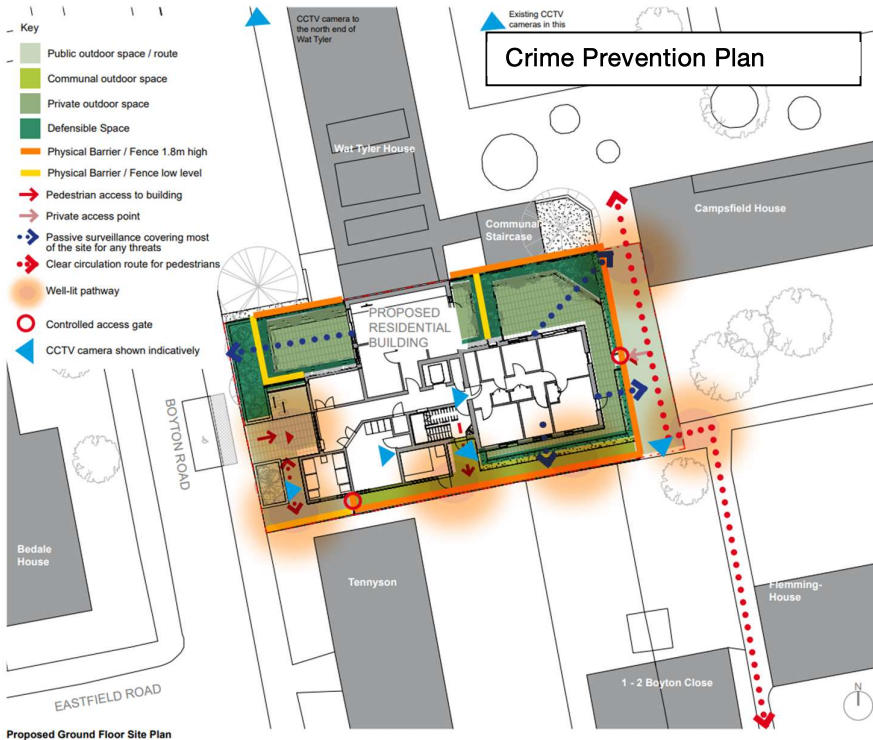 CCTV camera to
the north end of
Wat Tyler
Existing CCTV
cameras in this
Crime Prevention Plan
Key
Public outdoor space / route
Communal outdoor space
Private outdoor space
Defensible Space
Physical Barrier / Fence 1.8m high
Physical Barrier / Fence low level
Pedestrian access to building
Private access point
Passive surveillance covering most
of the site for any threats
Clear circulation route for pedestrians
Well-lit pathway
Controlled access gate
CCTV camera shown indicatively
Wat Tyler House
Communal
Staircase
Campsfield House
PROPOSED
RESIDENTIAL
BUILDING
BOYTON ROAD
Bedale
House
Tennyson
Flemming-
House
1 - 2 Boyton Close
EASTFIELD ROAD
N
Proposed Ground Floor Site Plan